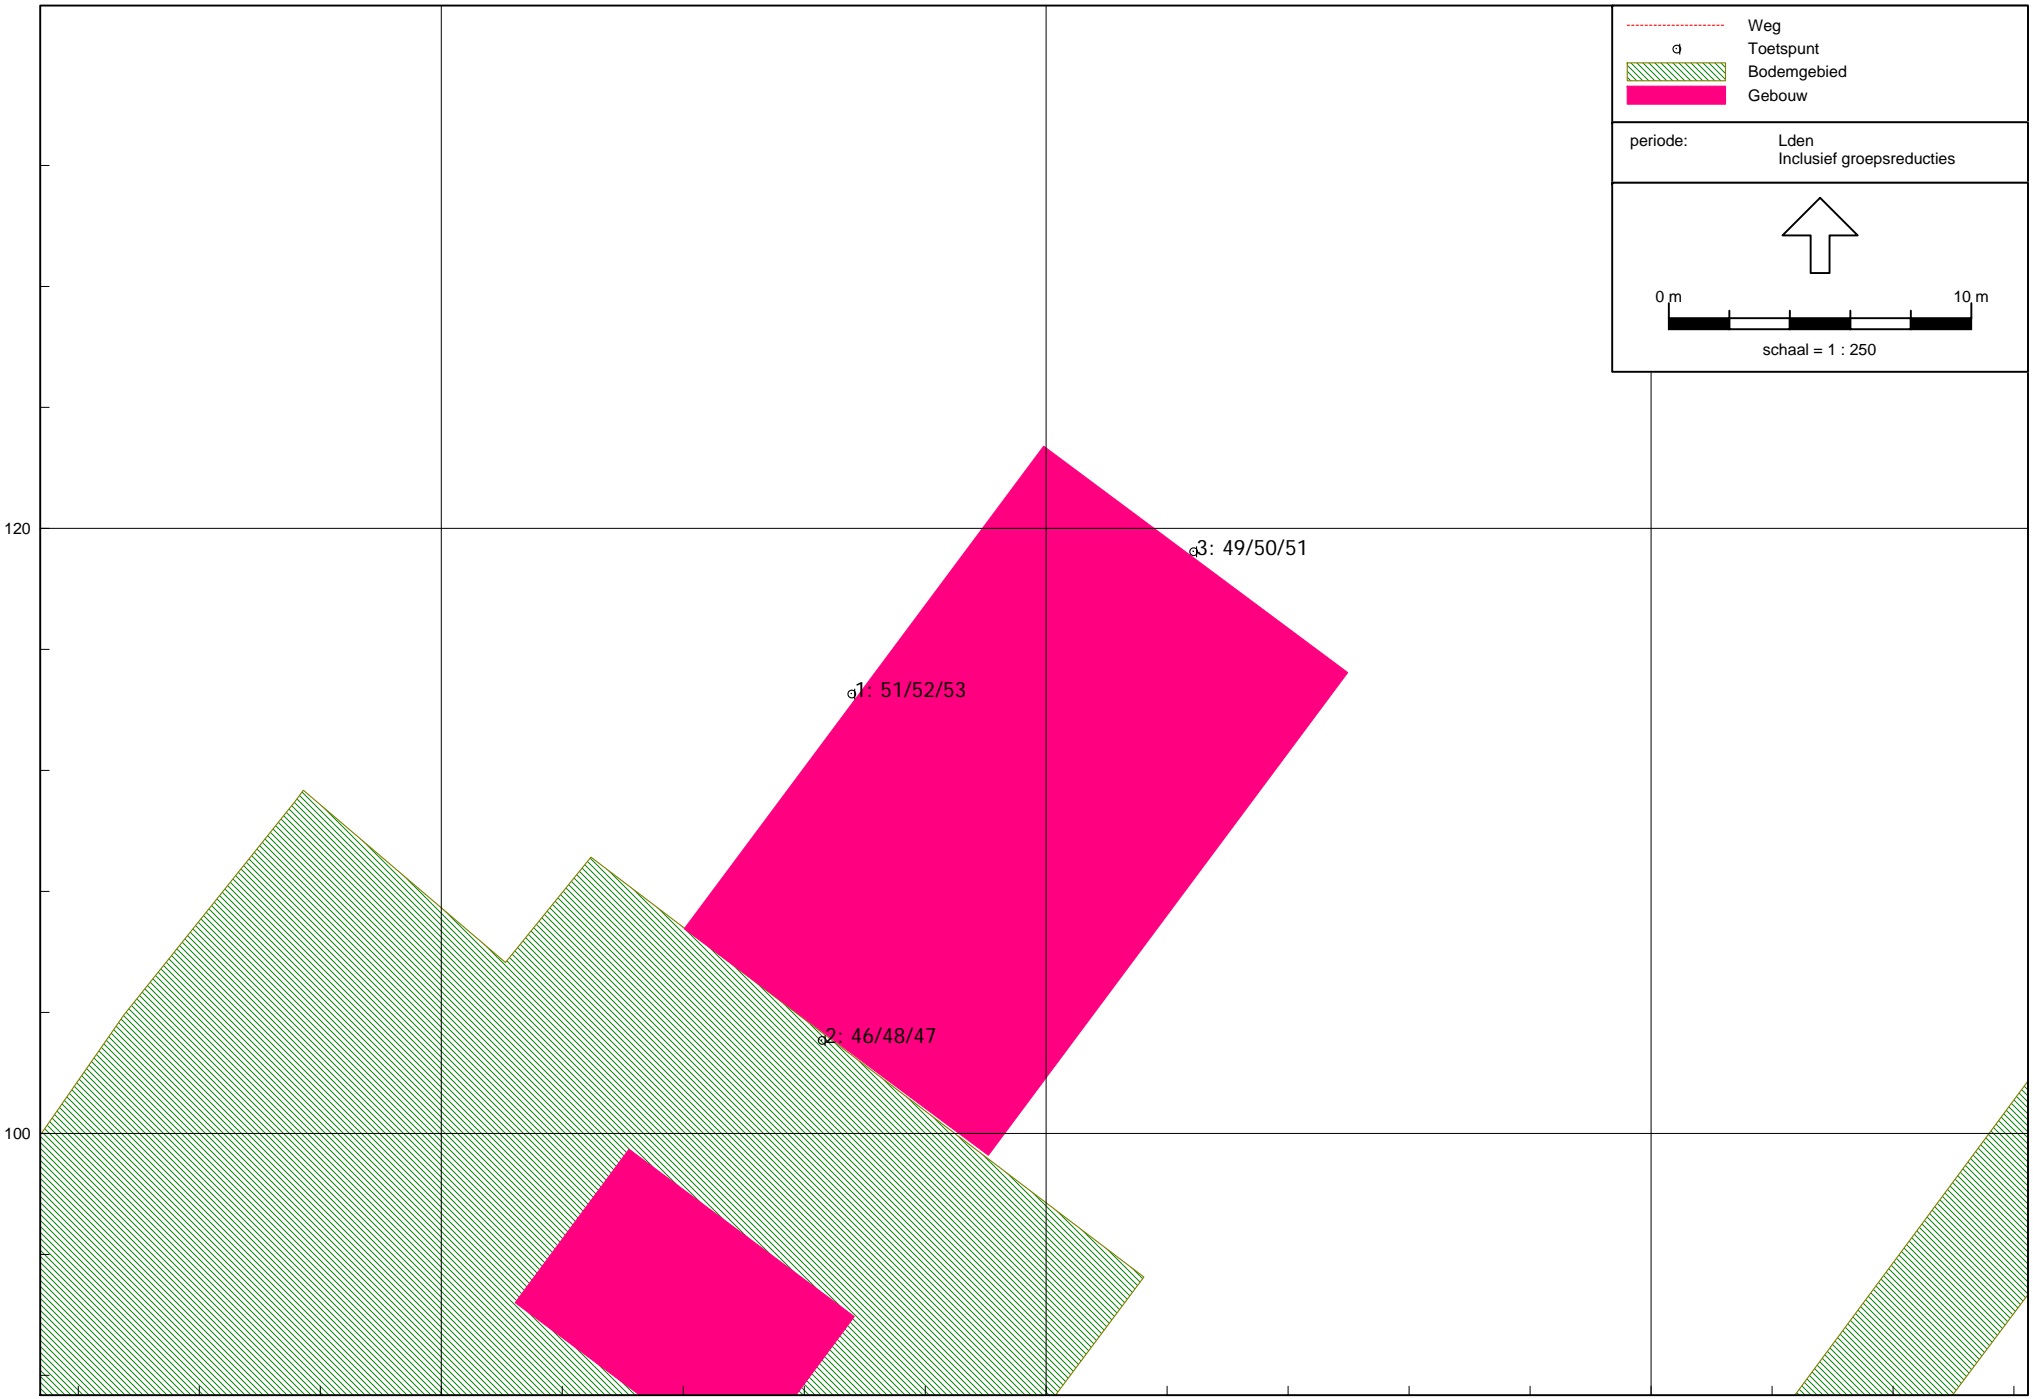 Weg
Toetspunt
Bodemgebied
Gebouw
periode: Lden
Inclusief groepsreducties
0 m 10 m
schaal = 1 : 250
120
3: 49/50/51
1: 51/52/53
2: 46/48/47
100